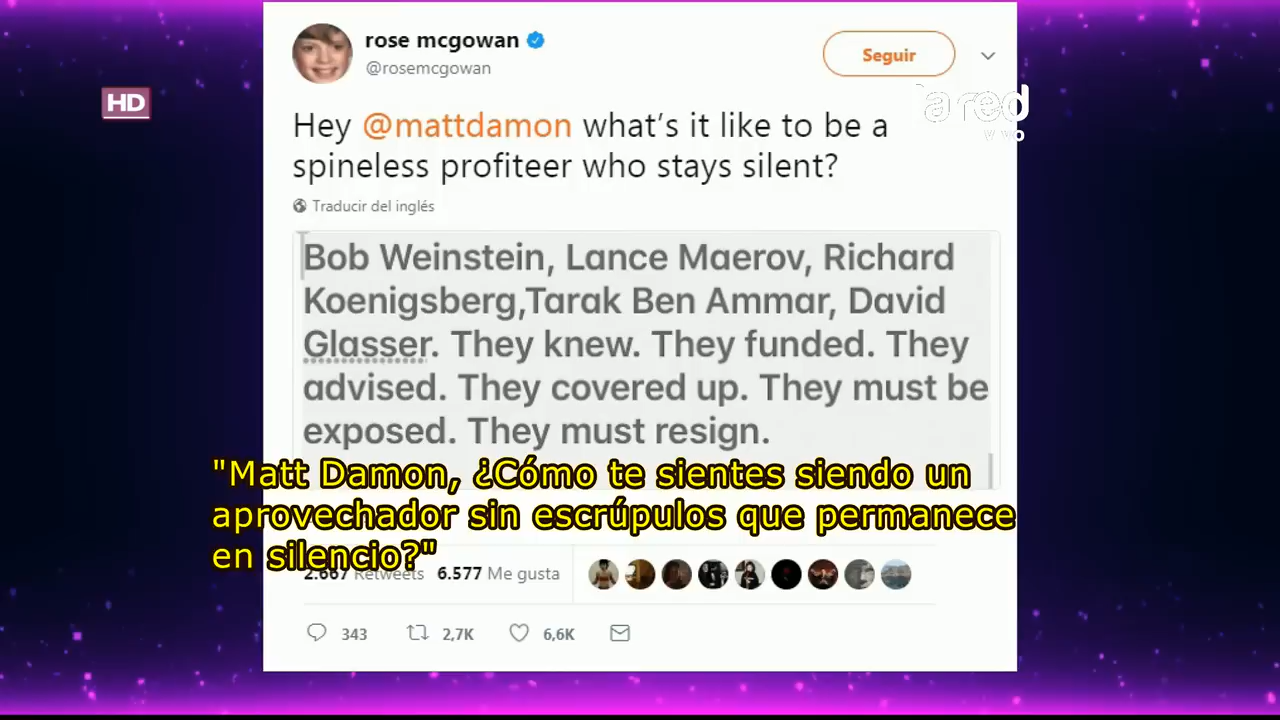 rose mcgowan
@rosemcgowan
Seguir
HD
ared
Hey @mattdamon what's it like to be a
spineless profiteer who stays silent?
Traducir del inglés
Bob Weinstein, Lance Maerov, Richard
Koenigsberg,Tarak Ben Ammar, David
Glasser. They knew. They funded. They
advised. They covered up. They must be
exposed. They must resign.
"Matt Damon, ¿Cómo te sientes siendo un
aprovechador sin escrúpulos que permanece
en silencio?"
2.667 Retweets 6.577 Me gusta
343 2,7K 6,6K